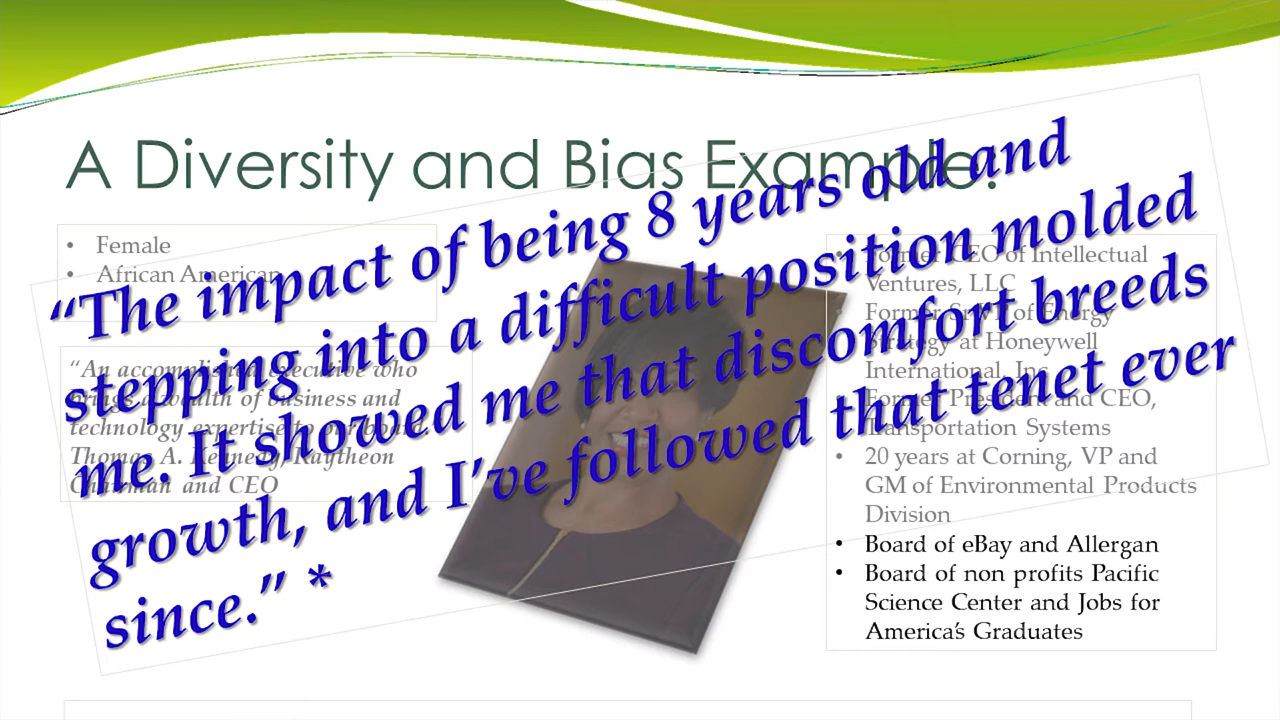 A Diversity and Bias Example:
• Female
• African American
"An accomplished executive who
brings a wealth of business and
technology expertise to our board
Thomas A. Kennedy, Raytheon
Chairman and CEO
“The impact of being 8 years old and
stepping into a difficult position molded
me. It showed me that discomfort breeds
growth, and I’ve followed that tenet ever
since.” *
• Former CEO of Intellectual
Ventures, LLC
Former Sr. VP of Energy
Strategy at Honeywell
International, Inc
Former President and CEO,
Transportation Systems
• 20 years at Corning, VP and
GM of Environmental Products
Division
• Board of eBay and Allergan
• Board of non profits Pacific
Science Center and Jobs for
America’s Graduates